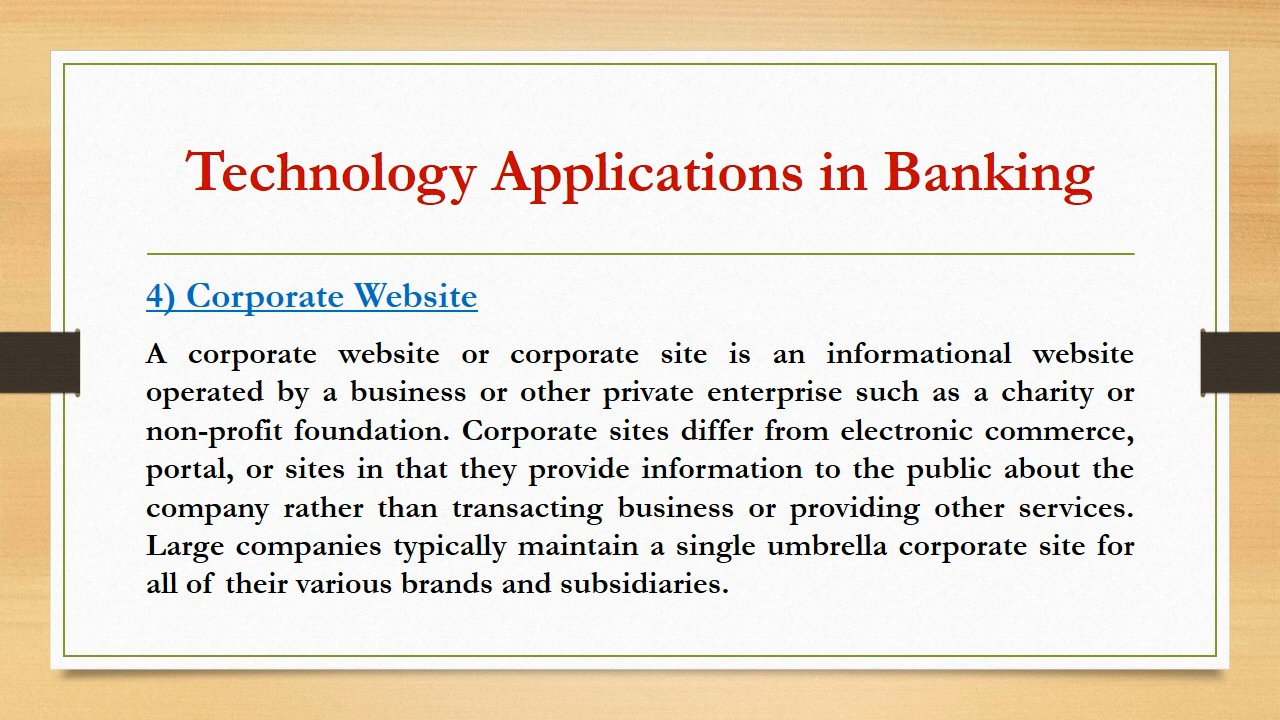 Technology Applications in Banking
4) Corporate Website
A corporate website or corporate site is an informational website
operated by a business or other private enterprise such as a charity or
non-profit foundation. Corporate sites differ from electronic commerce,
portal, or sites in that they provide information to the public about the
company rather than transacting business or providing other services.
Large companies typically maintain a single umbrella corporate site for
all of their various brands and subsidiaries.